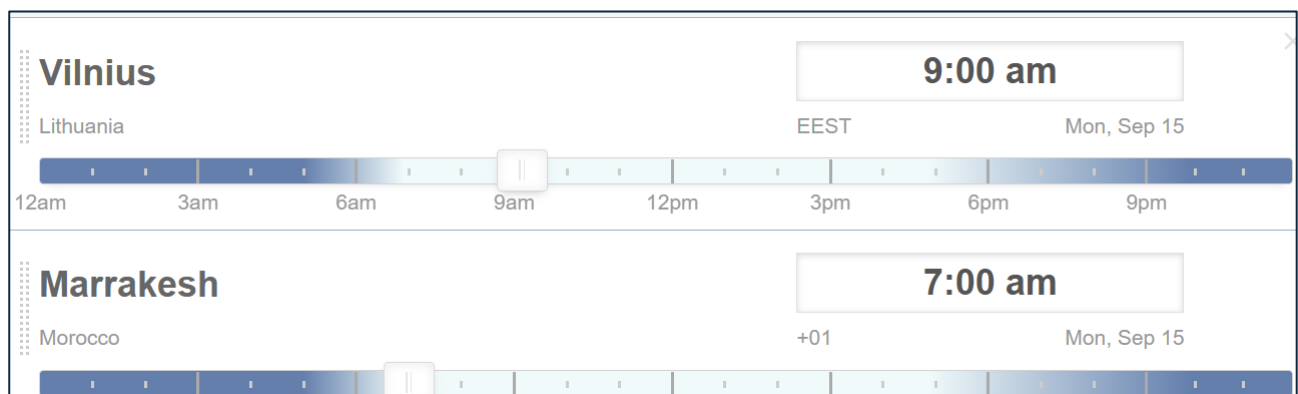 Vilnius
9:00 am
Lithuania
EEST
Mon, Sep 15
12am 3am 6am 9am 12pm 3pm 6pm 9pm
Marrakesh
7:00 am
Morocco
+01
Mon, Sep 15